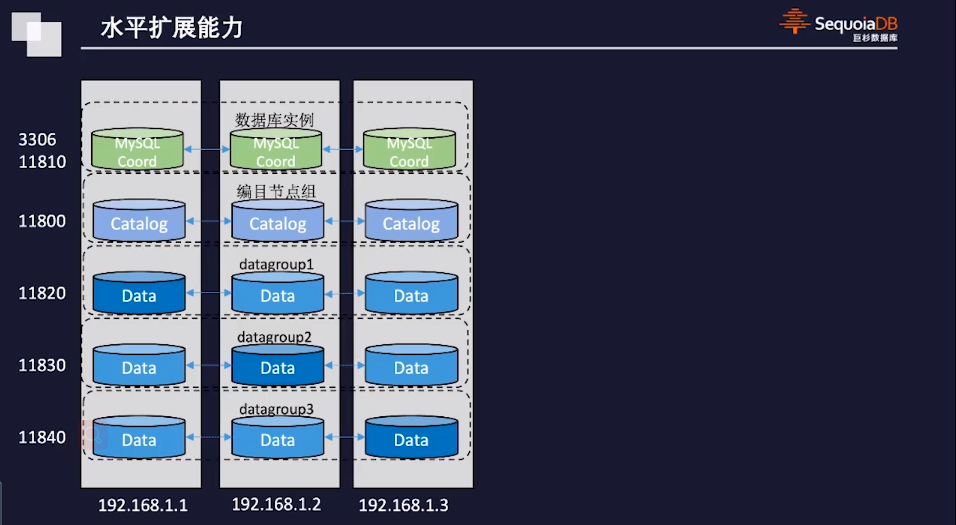 水平扩展能力
SequoiaDB
巨杉数据库
数据库实例
3306
11810
MySQL
Coord
MySQL
Coord
MySQL
Coord
编目节点组
11800
Catalog
Catalog
Catalog
datagroup1
11820
Data
Data
Data
datagroup2
11830
Data
Data
Data
datagroup3
11840
Data
Data
Data
192.168.1.1
192.168.1.2
192.168.1.3